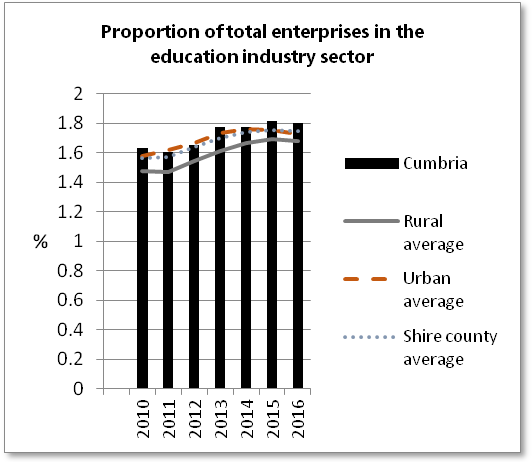 Proportion of total enterprises in the
education industry sector
2
1.8
1.6
1.4
1.2
1
0.8
0.6
0.4
0.2
0
%
2010
2011
2012
2013
2014
2015
2016
Cumbria
Rural
average
Urban
average
Shire county
average